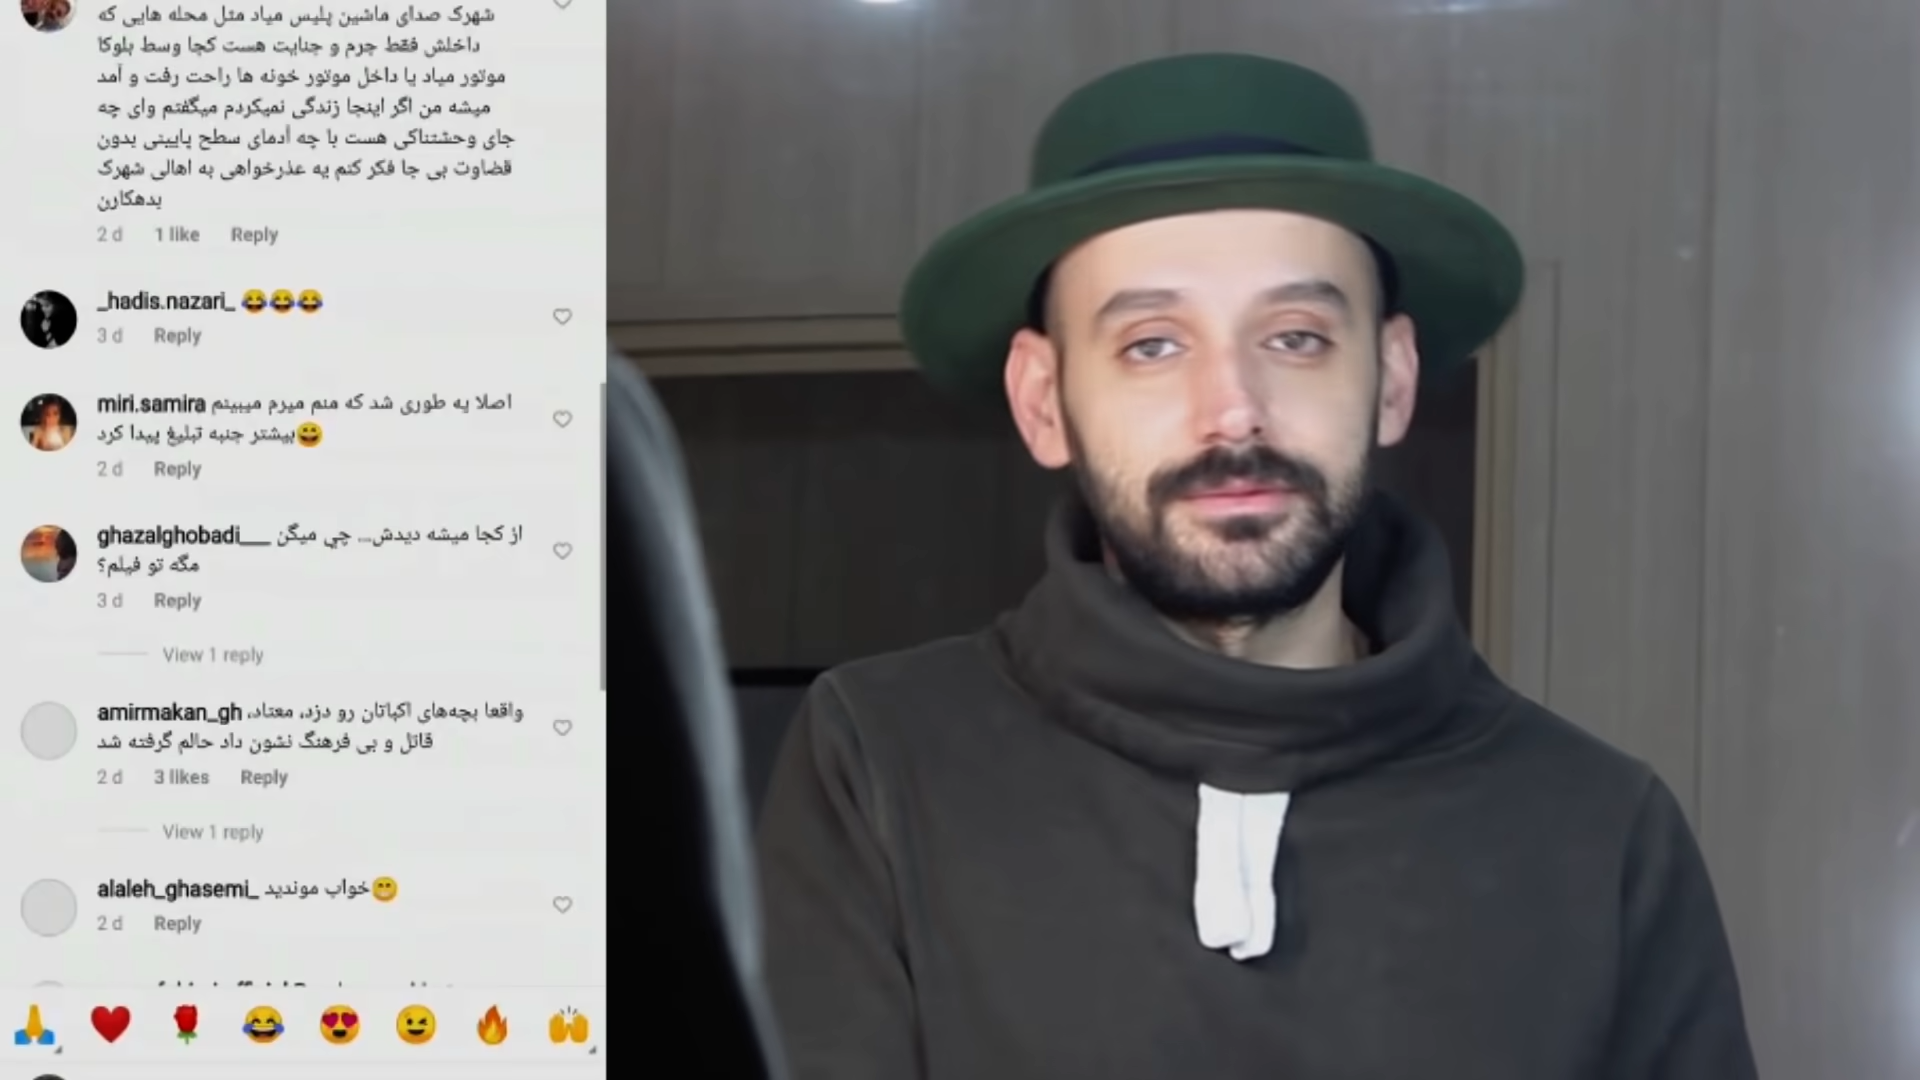 شهرک صدای ماشین پلیس میاد مثل محله هایی که
داخلش فقط جرم و جنایت هست کجا وسط بلوکا
موتور میاد یا داخل موتور خونه ها راحت رفت و آمد
میشه من اگر اینجا زندگی نمیکردم میگفتم وای چه
جای وحشتناکی هست با چه آدمای سطح پایینی بدون
قضاوت بی جا فکر کنم یه عذرخواهی به اهالی شهرک
بدهکارن
2 d 1 like Reply
_hadis.nazari_ 😂😂😂
3 d Reply
miri.samira اصلا یه طوری شد که منم میرم میبینم
بیشتر جنبه تبلیغ پیدا کرد😀
2 d Reply
ghazalghobadi___ از کجا میشه دیدش... چي میگن
مگه تو فیلم؟
3 d Reply
View 1 reply
amirmakan_gh واقعا بچه‌های اکباتان رو دزد، معتاد،
قاتل و بی فرهنگ نشون داد حالم گرفته شد
2 d 3 likes Reply
View 1 reply
alaleh_ghasemi_ خواب موندید😁
2 d Reply